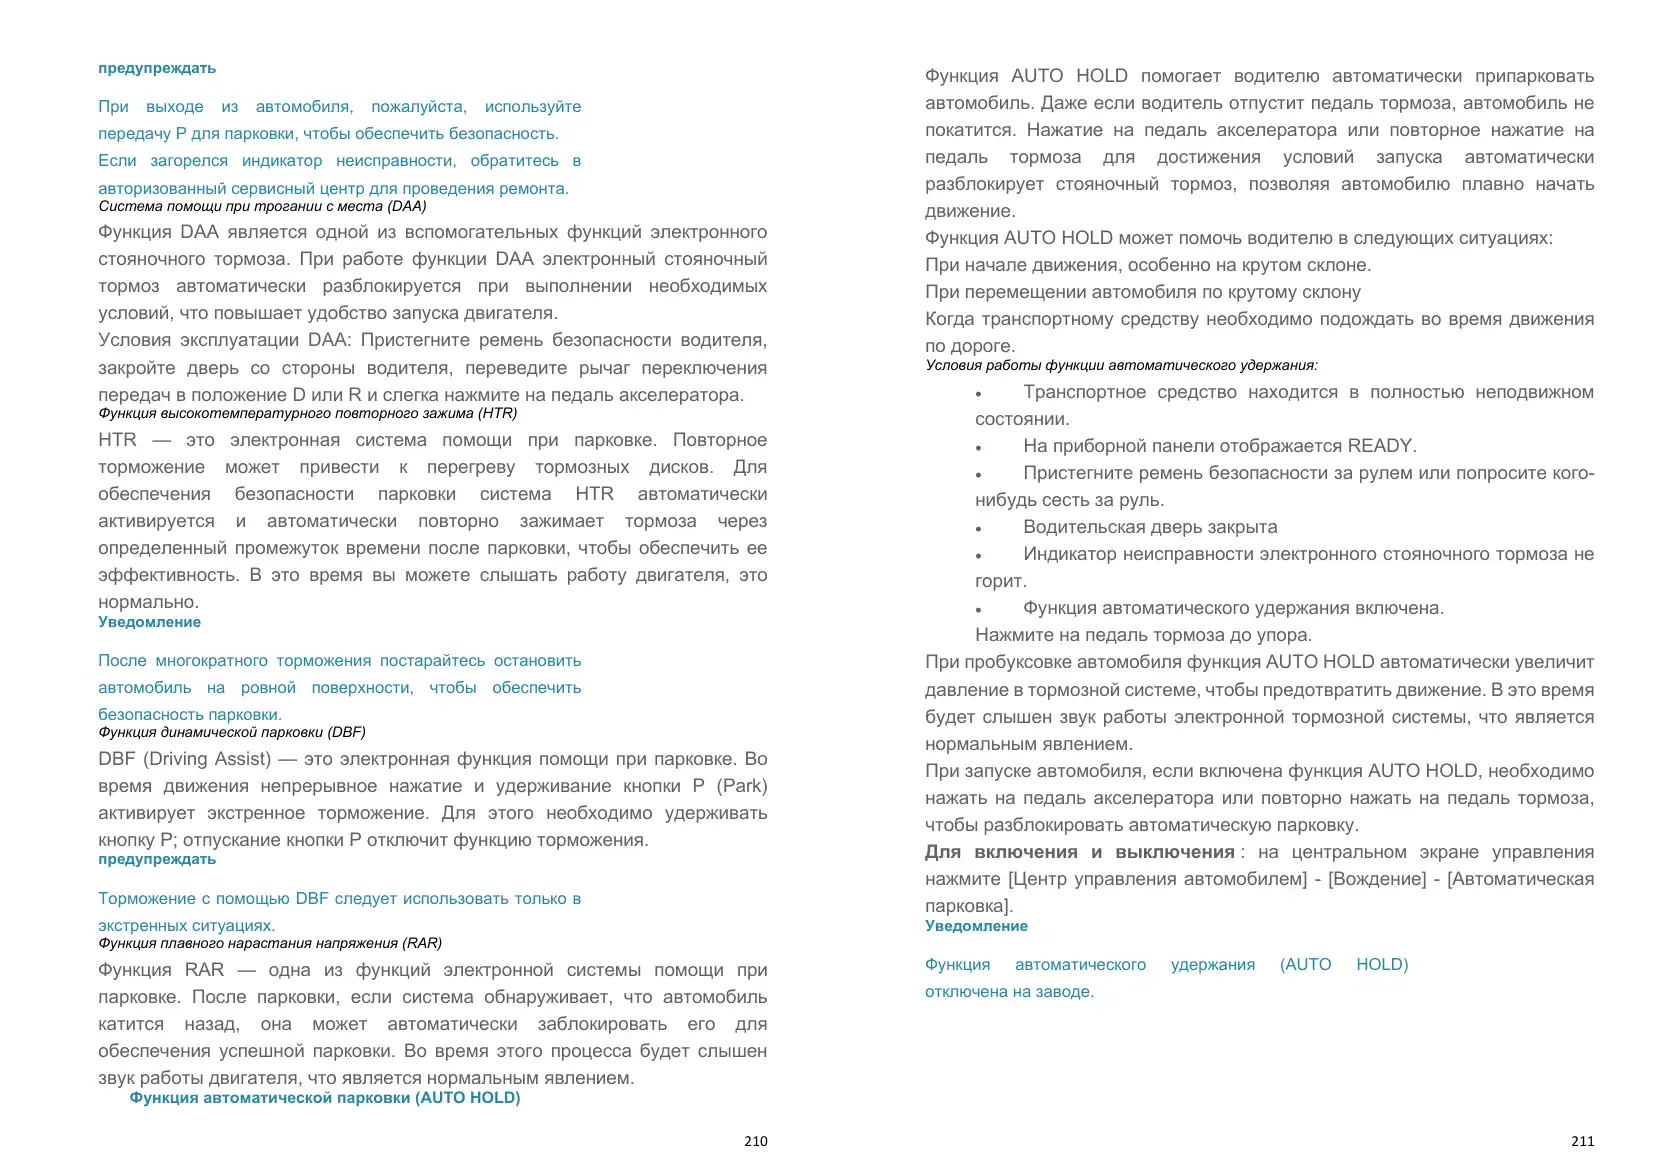 предупреждать
При выходе из автомобиля, пожалуйста, используйте
передачу P для парковки, чтобы обеспечить безопасность.
Если загорелся индикатор неисправности, обратитесь в
авторизованный сервисный центр для проведения ремонта.
Система помощи при трогании с места (DAA)
Функция DAA является одной из вспомогательных функций электронного
стояночного тормоза. При работе функции DAA электронный стояночный
тормоз автоматически разблокируется при выполнении необходимых
условий, что повышает удобство запуска двигателя.
Условия эксплуатации DAA: Пристегните ремень безопасности водителя,
закройте дверь со стороны водителя, переведите рычаг переключения
передач в положение D или R и слегка нажмите на педаль акселератора.
Функция высокотемпературного повторного зажима (HTR)
HTR — это электронная система помощи при парковке. Повторное
торможение может привести к перегреву тормозных дисков. Для
обеспечения безопасности парковки система HTR автоматически
активируется и автоматически повторно зажимает тормоза через
определенный промежуток времени после парковки, чтобы обеспечить ее
эффективность. В это время вы можете слышать работу двигателя, это
нормально.
Уведомление
После многократного торможения постарайтесь остановить
автомобиль на ровной поверхности, чтобы обеспечить
безопасность парковки.
Функция динамической парковки (DBF)
DBF (Driving Assist) — это электронная функция помощи при парковке. Во
время движения непрерывное нажатие и удерживание кнопки P (Park)
активирует экстренное торможение. Для этого необходимо удерживать
кнопку P; отпускание кнопки P отключит функцию торможения.
предупреждать
Торможение с помощью DBF следует использовать только в
экстренных ситуациях.
Функция плавного нарастания напряжения (RAR)
Функция RAR — одна из функций электронной системы помощи при
парковке. После парковки, если система обнаруживает, что автомобиль
катится назад, она может автоматически заблокировать его для
обеспечения успешной парковки. Во время этого процесса будет слышен
звук работы двигателя, что является нормальным явлением.
Функция автоматической парковки (AUTO HOLD)
210
Функция AUTO HOLD помогает водителю автоматически припарковать
автомобиль. Даже если водитель отпустит педаль тормоза, автомобиль не
покатится. Нажатие на педаль акселератора или повторное нажатие на
педаль тормоза для достижения условий запуска автоматически
разблокирует стояночный тормоз, позволяя автомобилю плавно начать
движение.
Функция AUTO HOLD может помочь водителю в следующих ситуациях:
При начале движения, особенно на крутом склоне.
При перемещении автомобиля по крутому склону
Когда транспортному средству необходимо подождать во время движения
по дороге.
Условия работы функции автоматического удержания:
• Транспортное средство находится в полностью неподвижном
состоянии.
• На приборной панели отображается READY.
• Пристегните ремень безопасности за рулем или попросите кого-
нибудь сесть за руль.
• Водительская дверь закрыта
• Индикатор неисправности электронного стояночного тормоза не
горит.
• Функция автоматического удержания включена.
Нажмите на педаль тормоза до упора.
При пробуксовке автомобиля функция AUTO HOLD автоматически увеличит
давление в тормозной системе, чтобы предотвратить движение. В это время
будет слышен звук работы электронной тормозной системы, что является
нормальным явлением.
При запуске автомобиля, если включена функция AUTO HOLD, необходимо
нажать на педаль акселератора или повторно нажать на педаль тормоза,
чтобы разблокировать автоматическую парковку.
Для включения и выключения : на центральном экране управления
нажмите [Центр управления автомобилем] - [Вождение] - [Автоматическая
парковка].
Уведомление
Функция автоматического удержания (AUTO HOLD)
отключена на заводе.
211